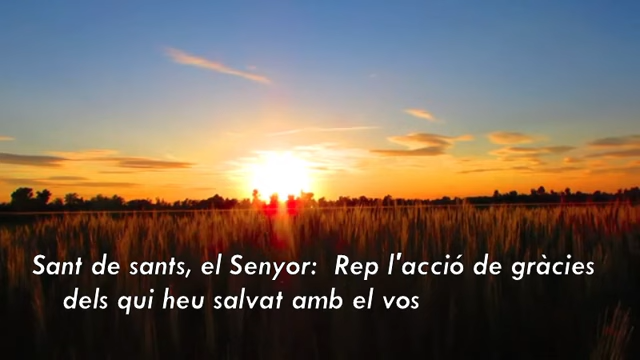 Sant de sants, el Senyor:  Rep l'acció de gràcies
dels qui heu salvat amb el vos